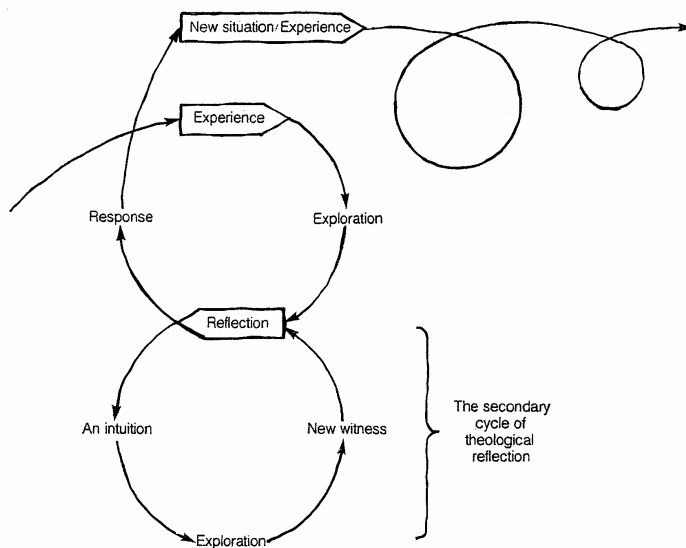 New situation/Experience
Experience
Response
Exploration
Reflection
An intuition
New witness
The secondary
cycle of
theological
reflection
Exploration